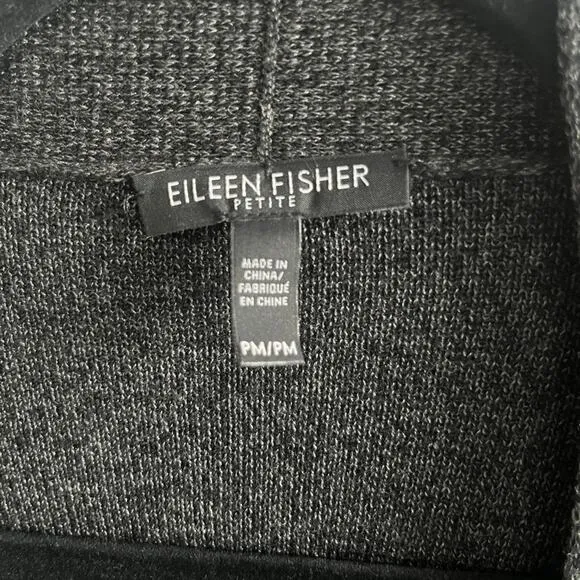 EILEEN FISHER
PETITE
MADE IN
CHINA/
FABRIQUÉ
EN CHINE
PM/PM